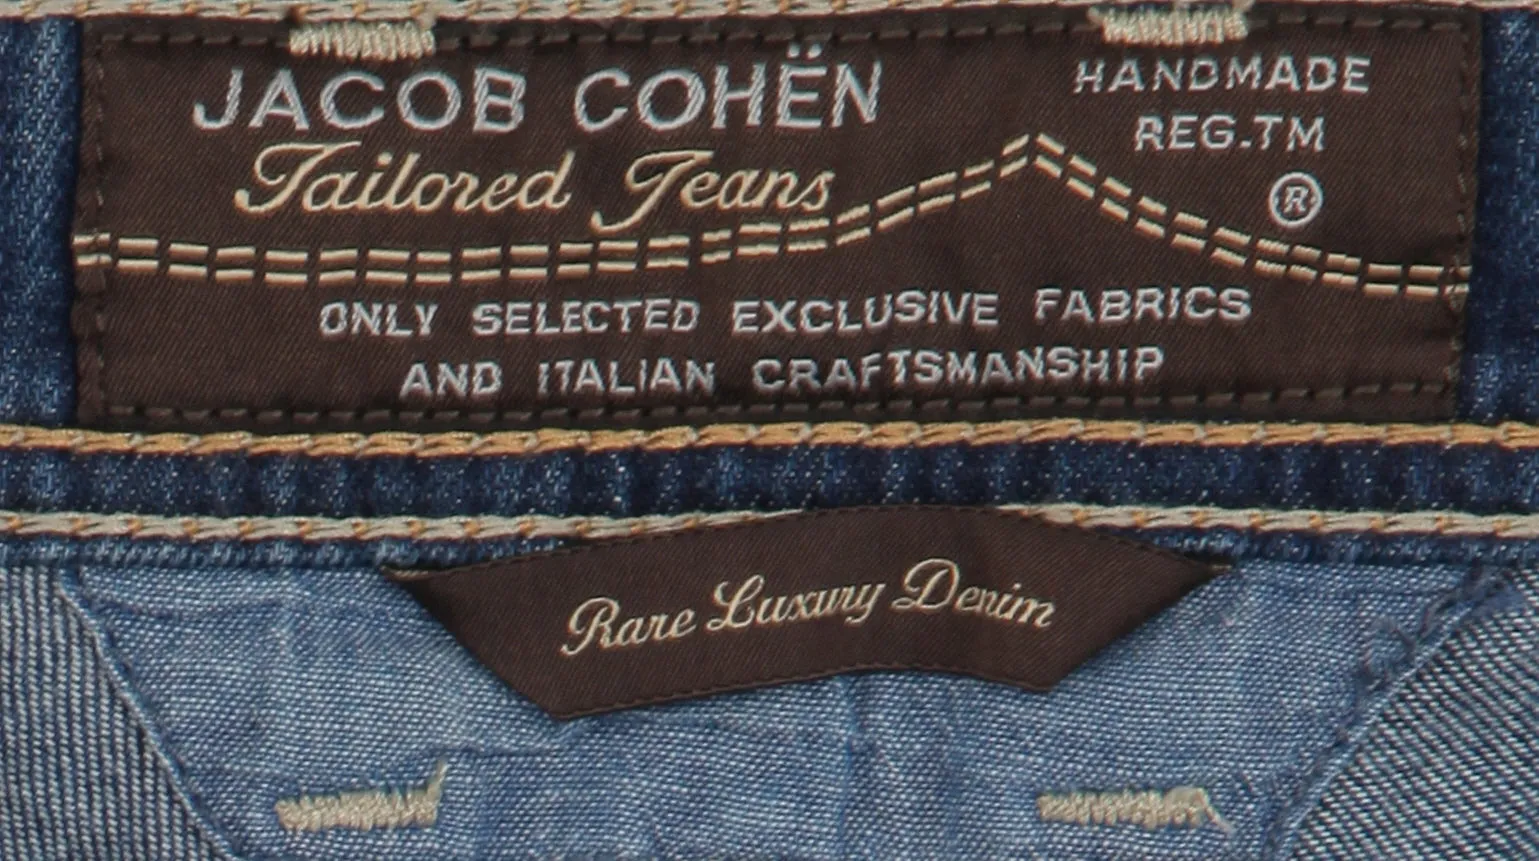 JACOB COHËN
Tailored Jeans
HANDMADE
REG.TM
®
ONLY SELECTED EXCLUSIVE FABRICS
AND ITALIAN CRAFTSMANSHIP
Rare Luxury Denim